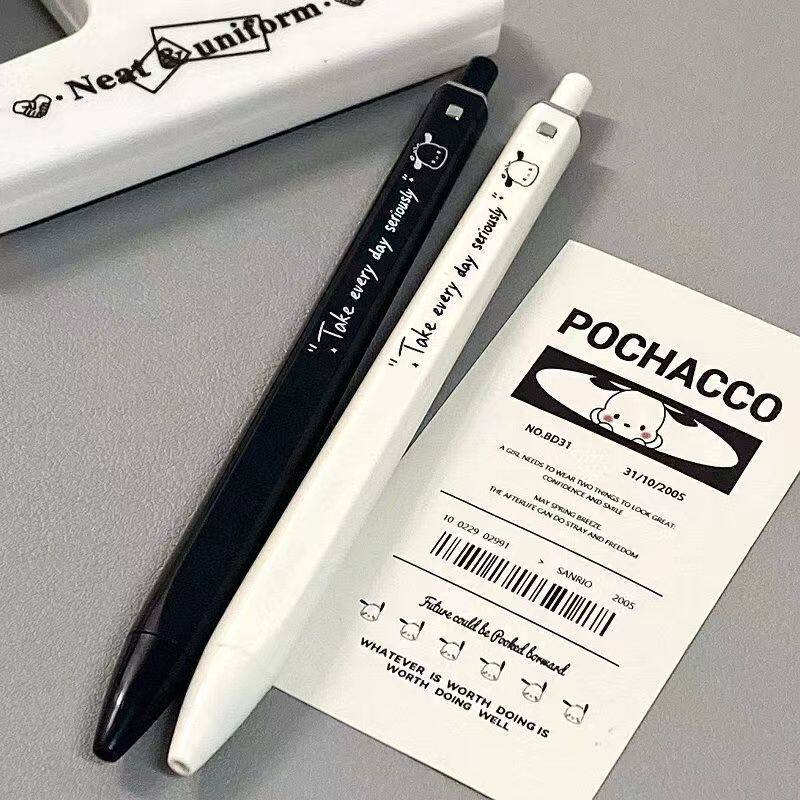 Neat & uniform
"Take every day seriously"
"Take every day seriously"
POCHACCO
NO.BD31
31/10/2005
A GIRL NEEDS TO WEAR TWO THINGS TO LOOK GREAT:
CONFIDENCE AND SMILE
MAY SPRING BREEZE.
THE AFTERLIFE CAN DO STRAY AND FREEDOM
10 0229 02991 > SANRIO 2005
Future could be Pooked borward
WHATEVER IS WORTH DOING IS
WORTH DOING WELL